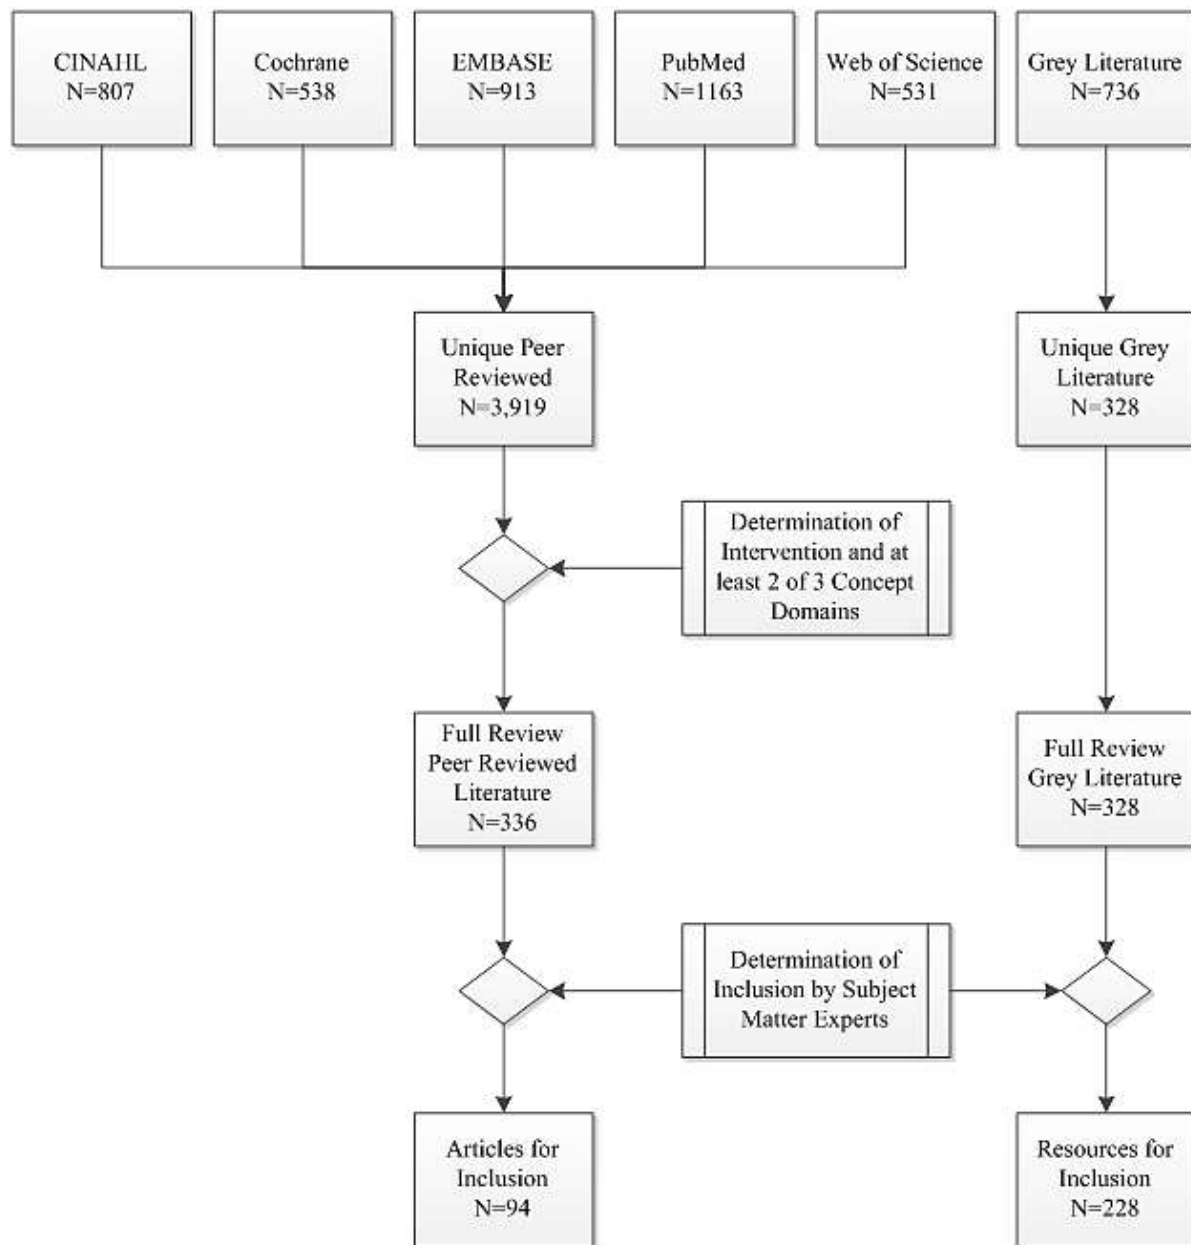 CINAHL
N=807
Cochrane
N=538
EMBASE
N=913
PubMed
N=1163
Web of Science
N=531
Grey Literature
N=736
Unique Peer
Reviewed
N=3,919
Unique Grey
Literature
N=328
Determination of
Intervention and at
least 2 of 3 Concept
Domains
Full Review
Peer Reviewed
Literature
N=336
Full Review
Grey Literature
N=328
Determination of
Inclusion by Subject
Matter Experts
Articles for
Inclusion
N=94
Resources for
Inclusion
N=228